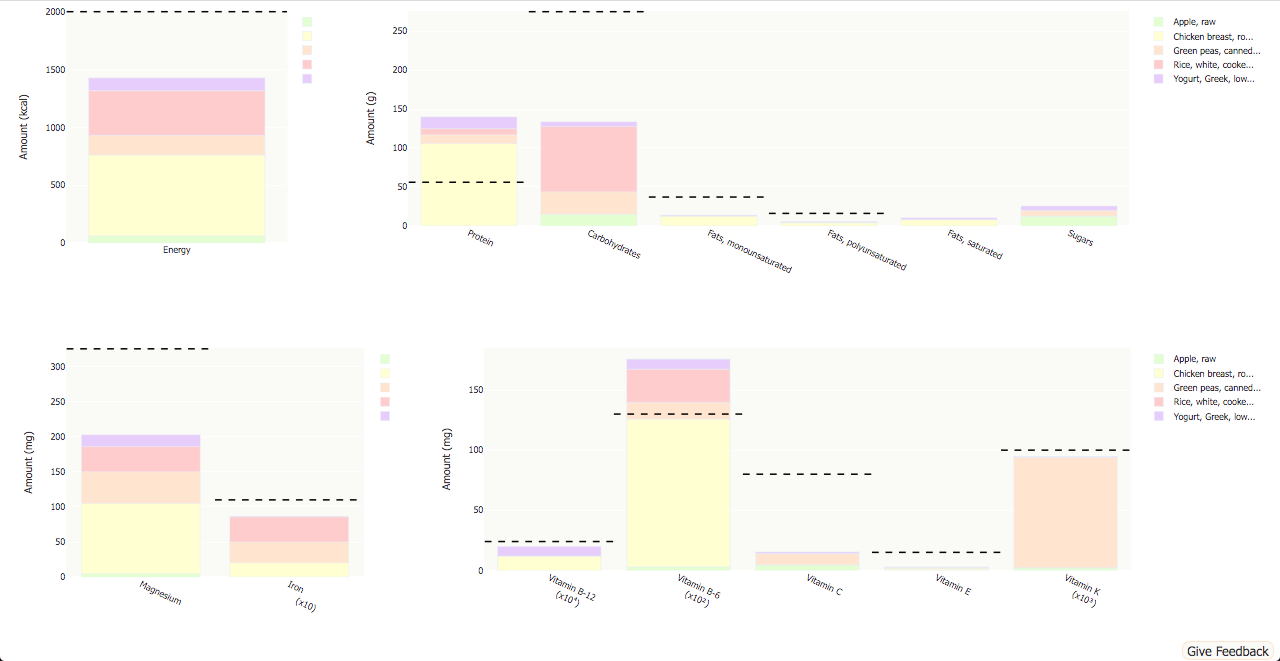 2000
1500
1000
500
0
Amount (kcal)
Energy
250
200
150
100
50
0
Amount (g)
Protein
Carbohydrates
Fats, monounsaturated
Fats, polyunsaturated
Fats, saturated
Sugars
Apple, raw
Chicken breast, ro...
Green peas, canned...
Rice, white, cooke...
Yogurt, Greek, low...
300
250
200
150
100
50
0
Amount (mg)
Magnesium
Iron
(x10)
150
100
50
0
Amount (mg)
Vitamin B-12
(x10⁴)
Vitamin B-6
(x10²)
Vitamin C
Vitamin E
Vitamin K
(x10³)
Apple, raw
Chicken breast, ro...
Green peas, canned...
Rice, white, cooke...
Yogurt, Greek, low...
Give Feedback